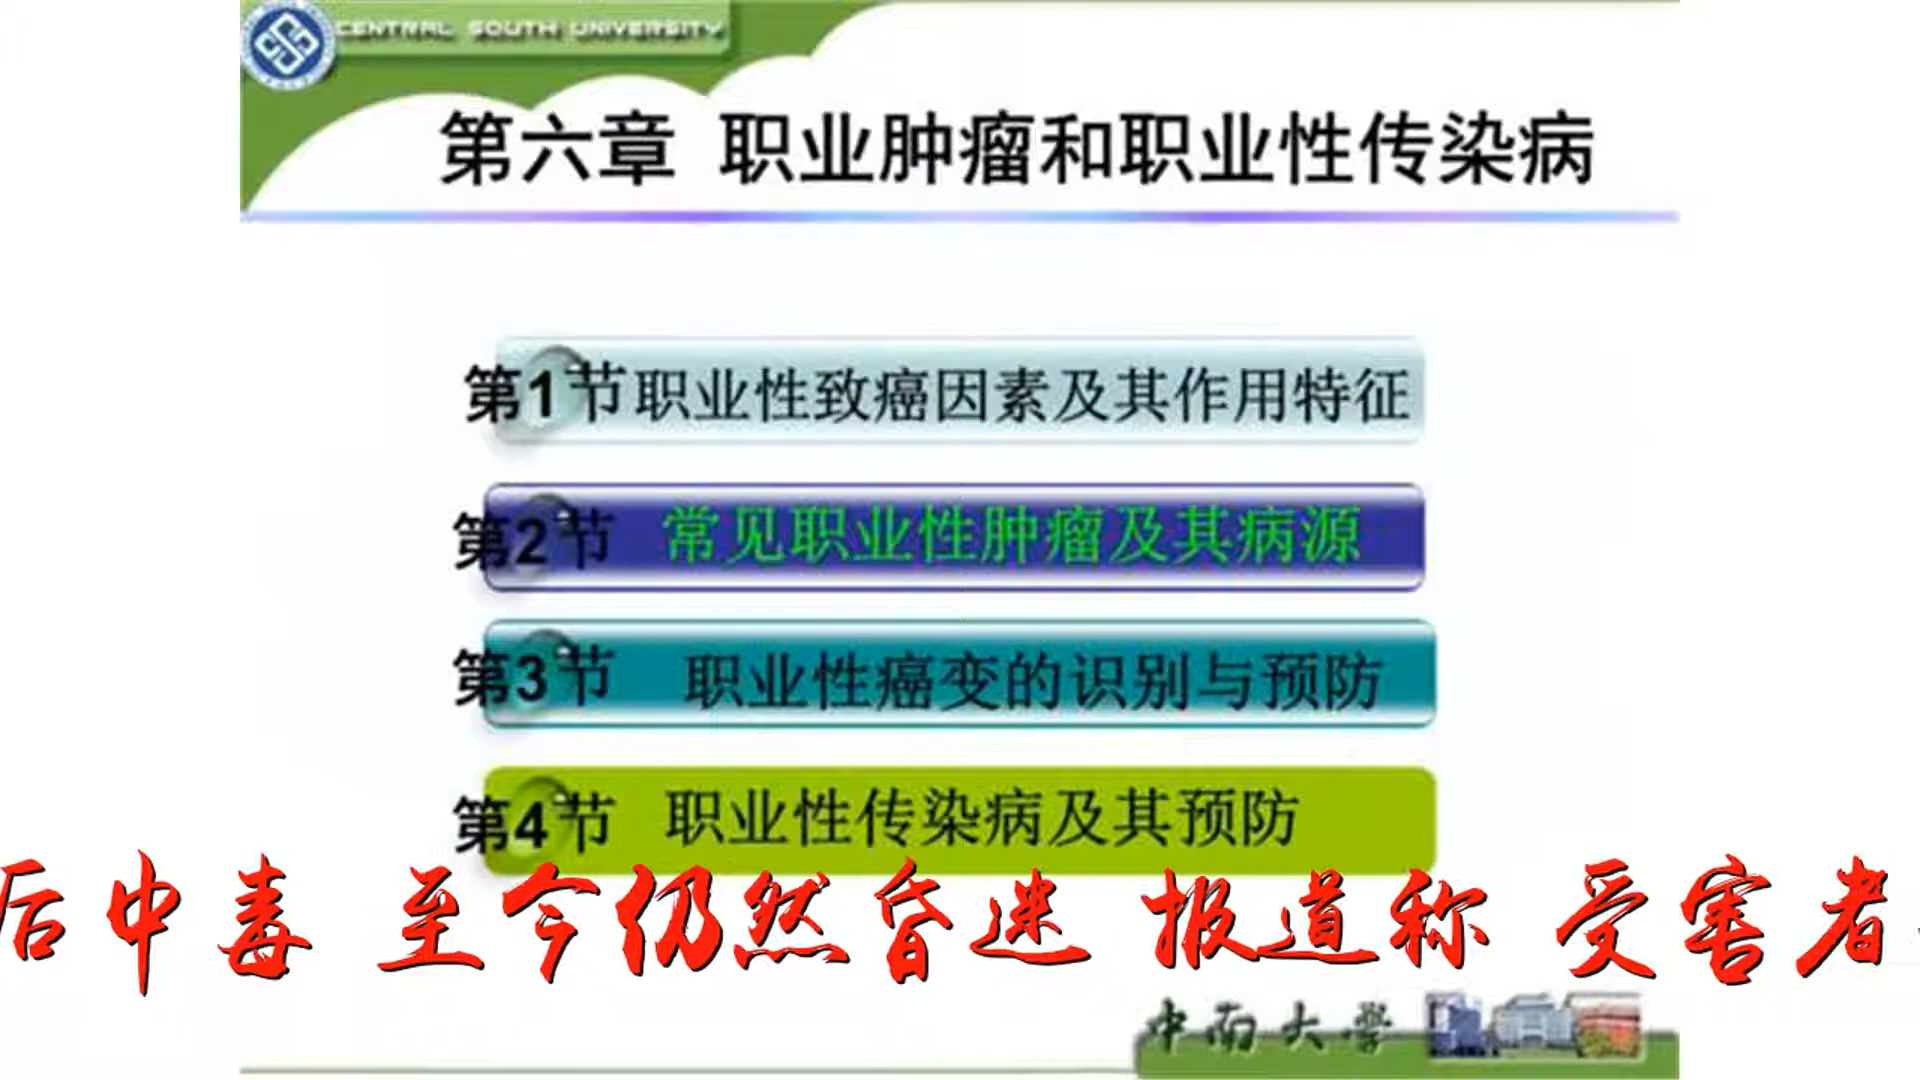 CENTRAL SOUTH UNIVERSITY
第六章 职业肿瘤和职业性传染病
第1节职业性致癌因素及其作用特征
第2节 常见职业性肿瘤及其病源
第3节 职业性癌变的识别与预防
第4节 职业性传染病及其预防
后中毒 至今仍然昏迷 报道称 受害者
中南大学